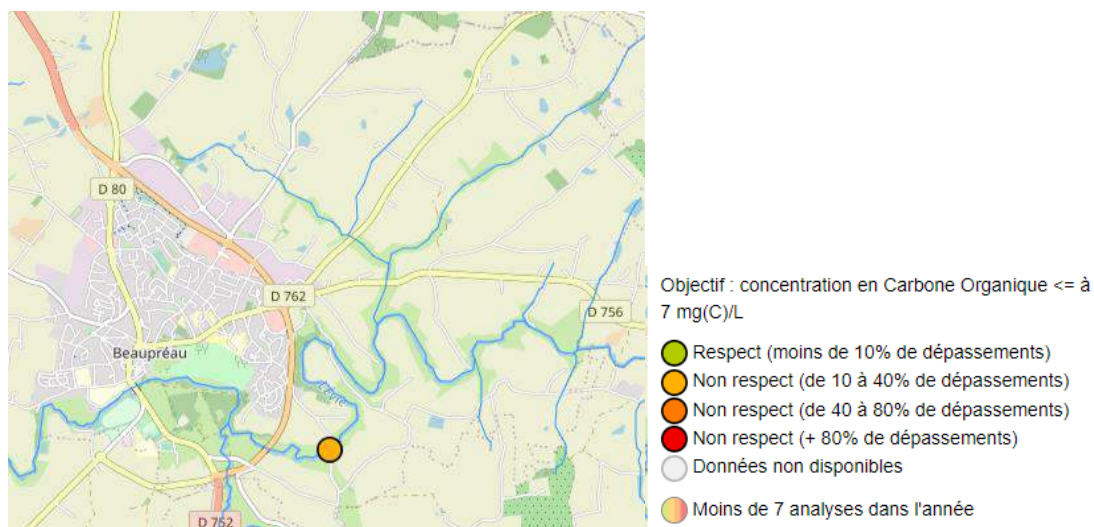 D 80
D 762
D 756
Beaupréau
L'Èvre
D 752
Objectif : concentration en Carbone Organique <= à
7 mg(C)/L
Respect (moins de 10% de dépassements)
Non respect (de 10 à 40% de dépassements)
Non respect (de 40 à 80% de dépassements)
Non respect (+ 80% de dépassements)
Données non disponibles
Moins de 7 analyses dans l'année